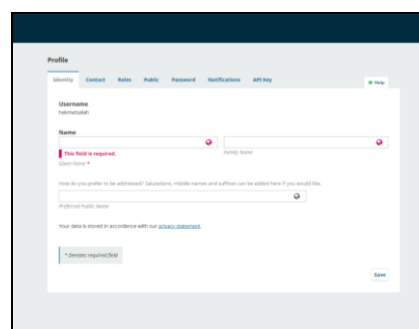 Profile
Identity Contact Roles Public Password Notifications API Key
Help
Username
hekmatsalah
Name
This field is required.
Given Name *
Family Name
How do you prefer to be addressed? Salutations, middle names and suffixes can be added here if you would like.
Preferred Public Name
Your data is stored in accordance with our privacy statement.
* Denotes required field
Save